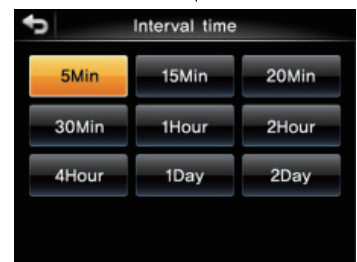 Interval time
5Min 15Min 20Min
30Min 1Hour 2Hour
4Hour 1Day 2Day